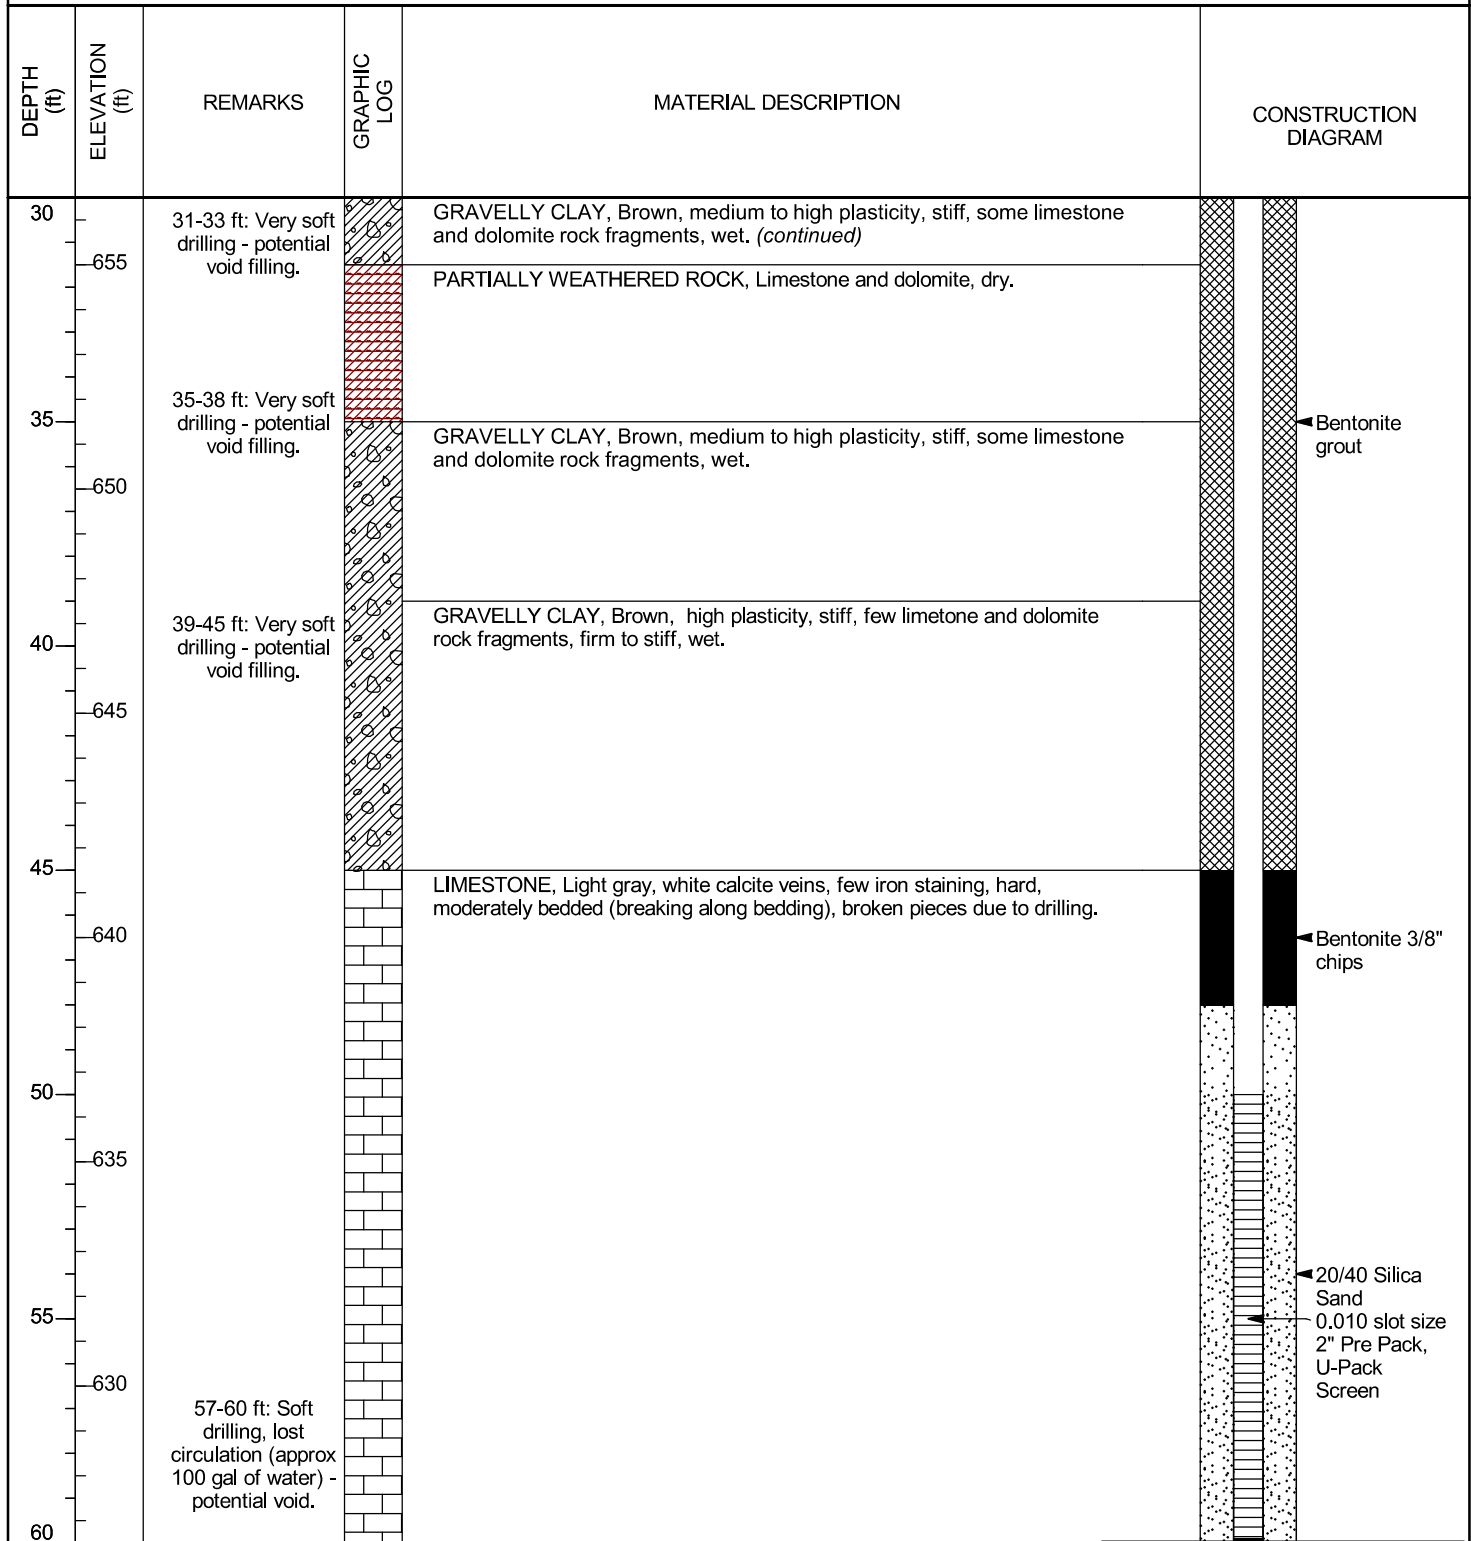 DEPTH
(ft)
ELEVATION
(ft)
REMARKS
GRAPHIC
LOG
MATERIAL DESCRIPTION
CONSTRUCTION
DIAGRAM
30
31-33 ft: Very soft
drilling - potential
void filling.
GRAVELLY CLAY, Brown, medium to high plasticity, stiff, some limestone
and dolomite rock fragments, wet. (continued)
655
PARTIALLY WEATHERED ROCK, Limestone and dolomite, dry.
35-38 ft: Very soft
drilling - potential
void filling.
35
GRAVELLY CLAY, Brown, medium to high plasticity, stiff, some limestone
and dolomite rock fragments, wet.
Bentonite
grout
650
39-45 ft: Very soft
drilling - potential
void filling.
GRAVELLY CLAY, Brown,  high plasticity, stiff, few limetone and dolomite
rock fragments, firm to stiff, wet.
40
645
45
LIMESTONE, Light gray, white calcite veins, few iron staining, hard,
moderately bedded (breaking along bedding), broken pieces due to drilling.
640
Bentonite 3/8"
chips
50
635
20/40 Silica
Sand
55
0.010 slot size
2" Pre Pack,
U-Pack
Screen
630
57-60 ft: Soft
drilling, lost
circulation (approx
100 gal of water) -
potential void.
60